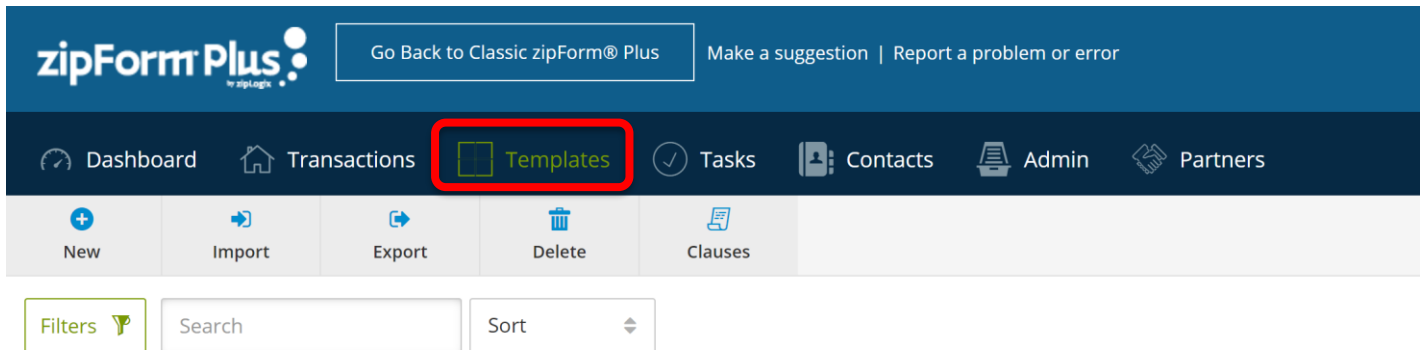 zipForm Plus
by zipLogix
Go Back to Classic zipForm® Plus
Make a suggestion | Report a problem or error
Dashboard Transactions Templates Tasks Contacts Admin Partners
New Import Export Delete Clauses
Filters Search Sort